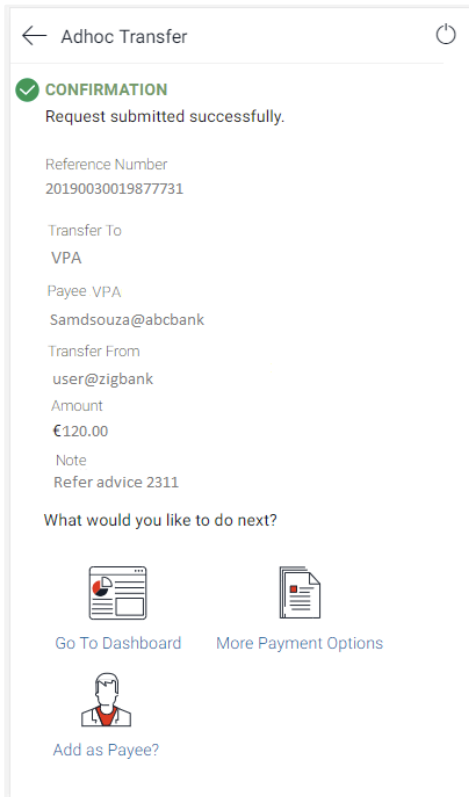 Adhoc Transfer
CONFIRMATION
Request submitted successfully.
Reference Number
20190030019877731
Transfer To
VPA
Payee VPA
Samdsouza@abcbank
Transfer From
user@zigbank
Amount
€120.00
Note
Refer advice 2311
What would you like to do next?
Go To Dashboard
More Payment Options
Add as Payee?